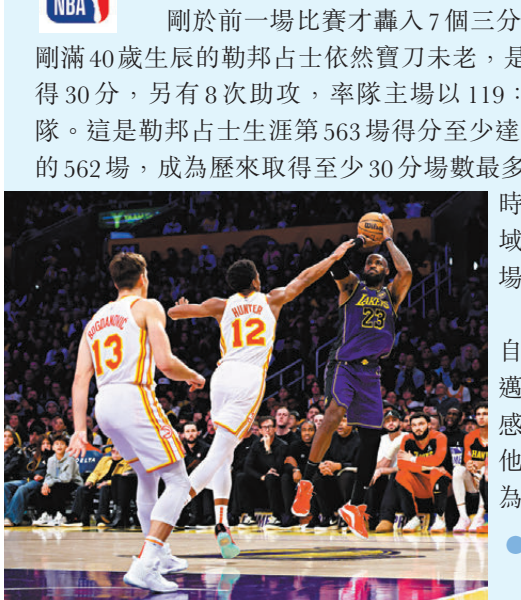 NBA
剛於前一場比賽才轟入7個三分
剛滿40歲生辰的勒邦占士依然寶刀未老，是
得30分，另有8次助攻，率隊主場以119：
隊。這是勒邦占士生涯第563場得分至少達
的562場，成為歷來取得至少30分場數最多
時
域
場
自
邁
感
他
為
BOGDANOVIĆ
13
HUNTER
12
LAKERS
23
DELTA